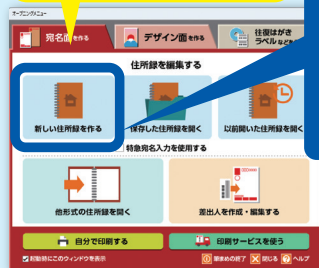 オープニングメニュー
宛名面を作る
デザイン面を作る
往復はがき
ラベルなどを
住所録を編集する
新しい住所録を作る
保存した住所録を開く
以前開いた住所録を開く
特急宛名入力を使用する
他形式の住所録を開く
差出人を作成・編集する
自分で印刷する
印刷サービスを使う
起動時にこのウィンドウを表示
筆まめの終了
閉じる
ヘルプ